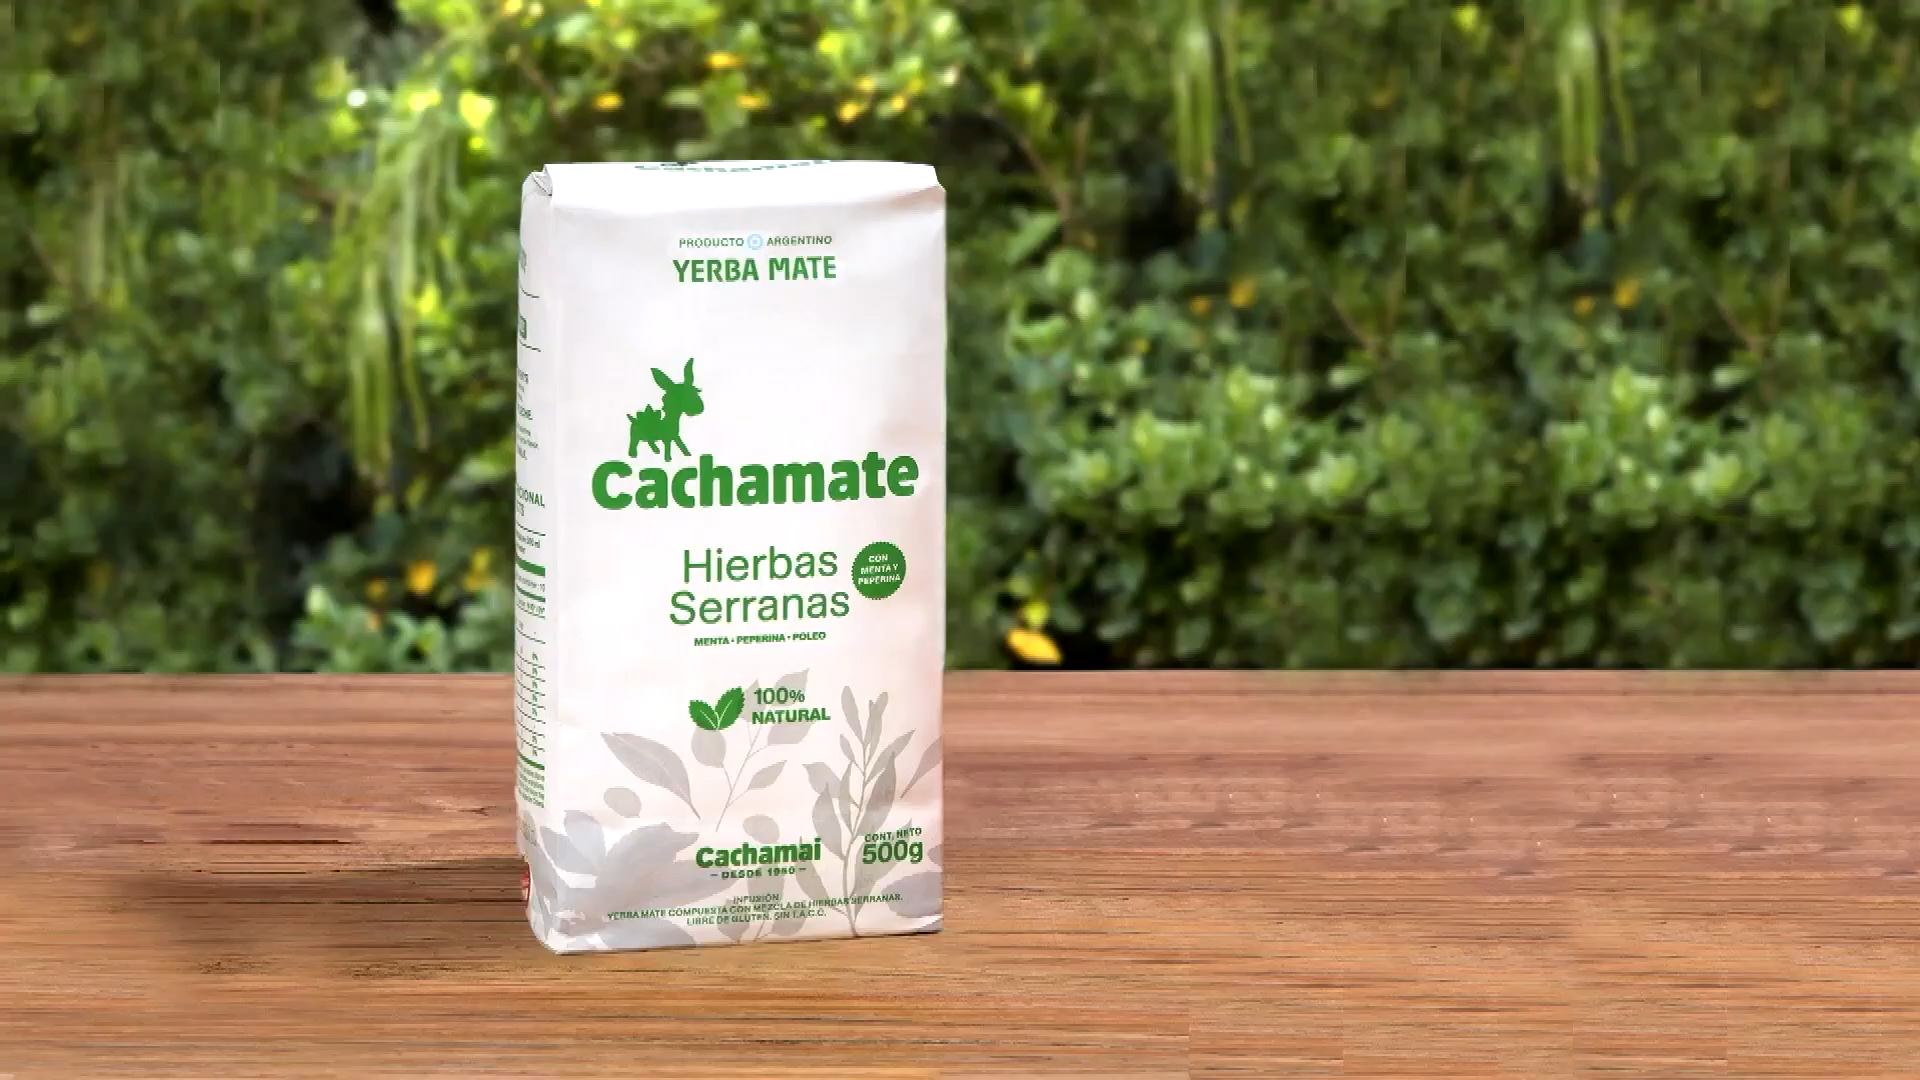 PRODUCTO ARGENTINO
YERBA MATE
Cachamate
Hierbas
Serranas
CON
MENTA Y
PEPERINA
MENTA • PEPERINA • POLEO
100%
NATURAL
Cachamai
– DESDE 1980 –
CONT. NETO
500g
INFUSIÓN
YERBA MATE COMPUESTA CON MEZCLA DE HIERBAS SERRANAS.
LIBRE DE GLUTEN. SIN T.A.C.C.